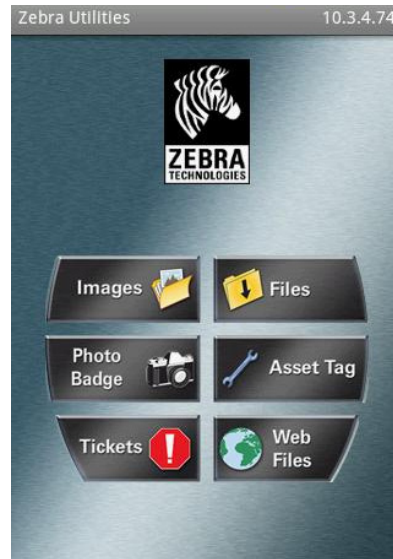 Zebra Utilities 10.3.4.74
ZEBRA
TECHNOLOGIES
Images
Files
Photo
Badge
Asset Tag
Tickets
Web
Files